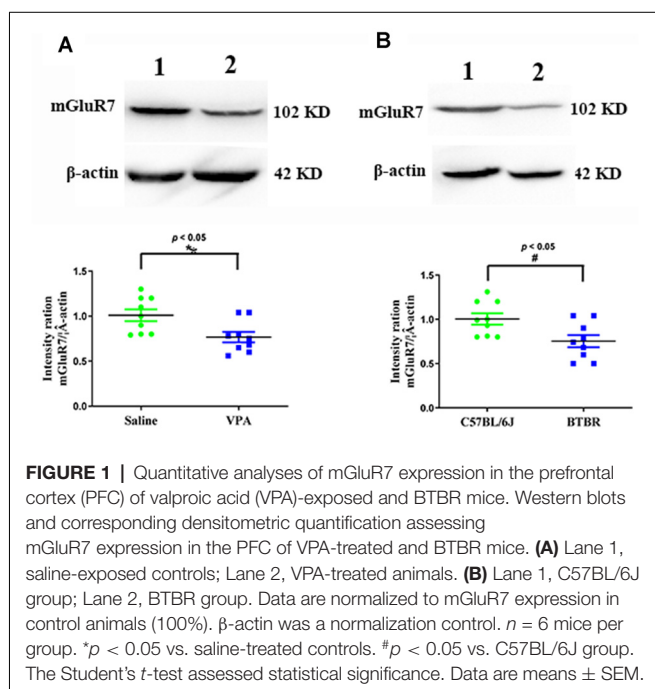 A
B
1 2
1 2
mGluR7
102 KD
mGluR7
102 KD
β-actin
42 KD
β-actin
42 KD
p < 0.05
*
p < 0.05
#
Intensity ration
mGluR7/¦Â-actin
1.5
1.0
0.5
0.0
Saline VPA
Intensity ration
mGluR7/¦Â-actin
1.5
1.0
0.5
0.0
C57BL/6J BTBR
FIGURE 1 | Quantitative analyses of mGluR7 expression in the prefrontal
cortex (PFC) of valproic acid (VPA)-exposed and BTBR mice. Western blots
and corresponding densitometric quantification assessing
mGluR7 expression in the PFC of VPA-treated and BTBR mice. (A) Lane 1,
saline-exposed controls; Lane 2, VPA-treated animals. (B) Lane 1, C57BL/6J
group; Lane 2, BTBR group. Data are normalized to mGluR7 expression in
control animals (100%). β-actin was a normalization control. n = 6 mice per
group. *p < 0.05 vs. saline-treated controls. #p < 0.05 vs. C57BL/6J group.
The Student's t-test assessed statistical significance. Data are means ± SEM.